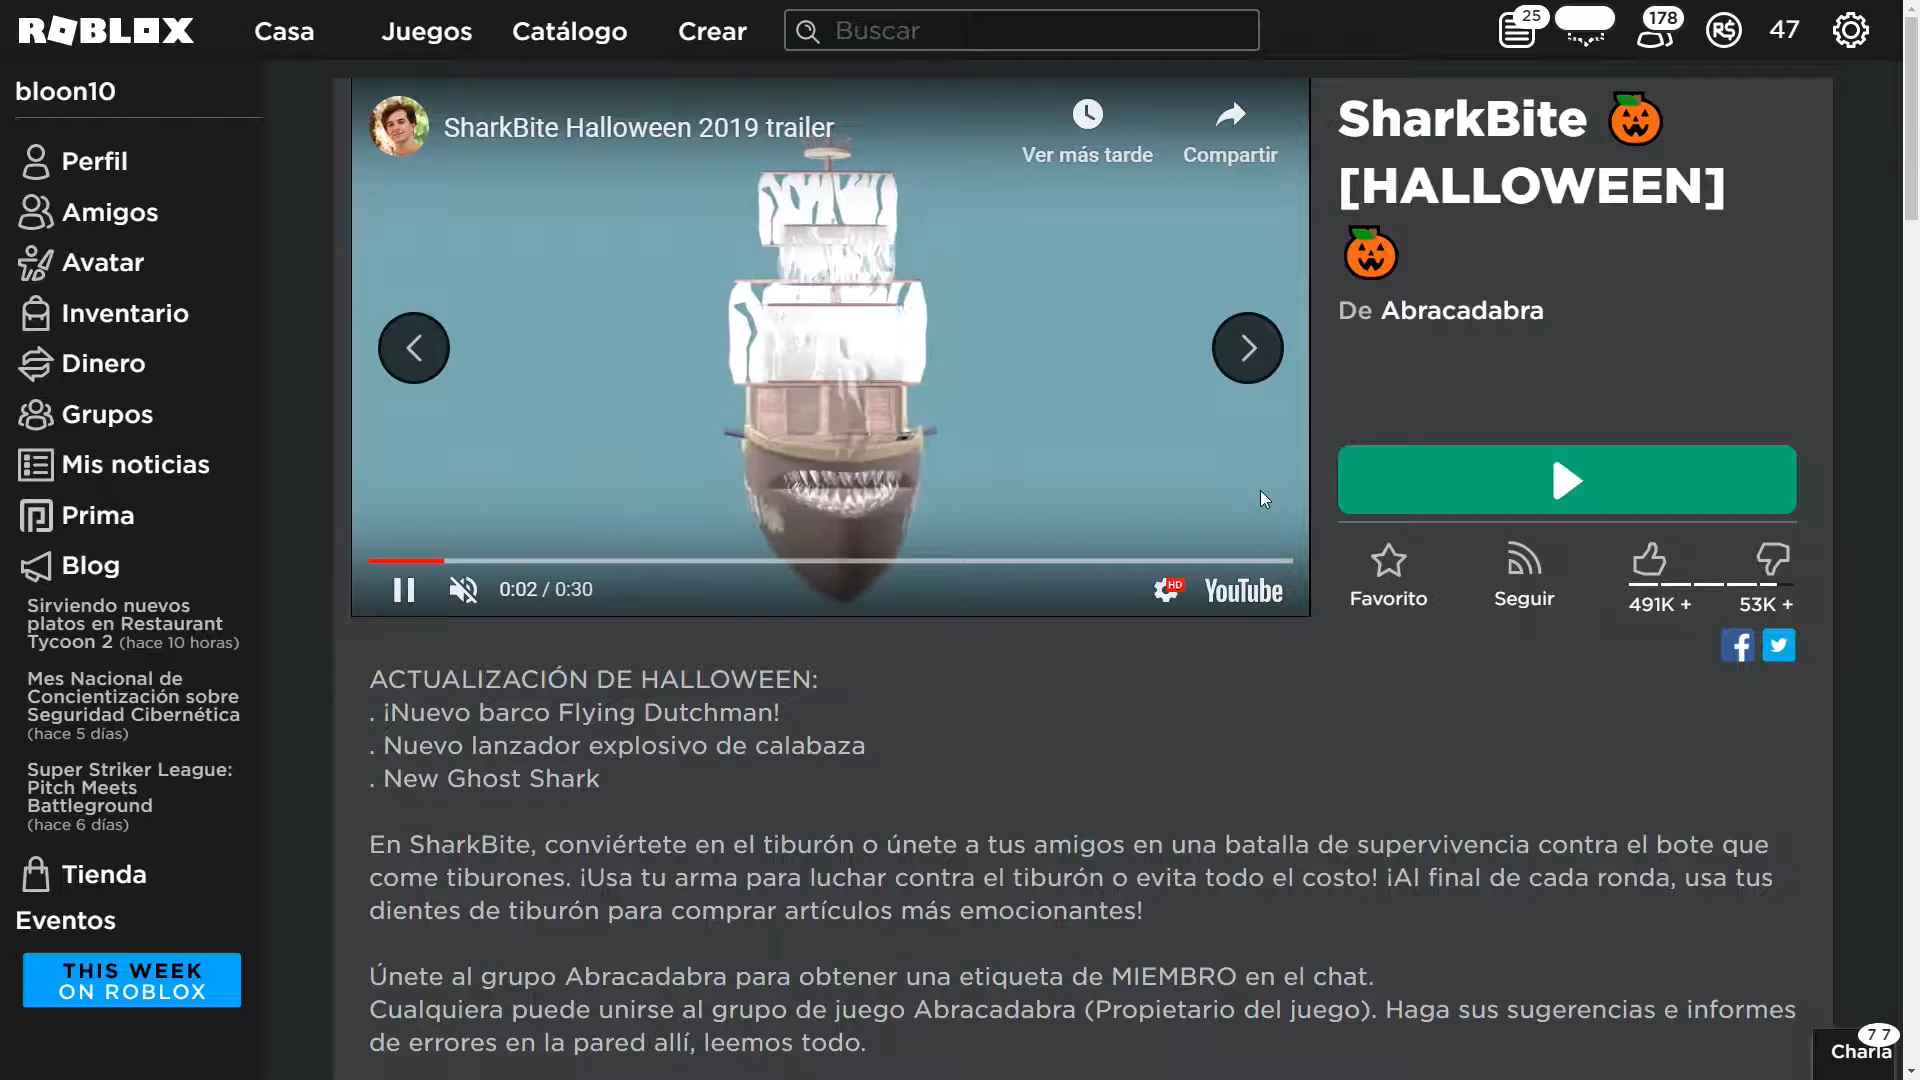 ROBLOX
Casa
Juegos
Catálogo
Crear
Buscar
25
178
R$
47
bloon10
Perfil
Amigos
Avatar
Inventario
Dinero
Grupos
Mis noticias
Prima
Blog
Sirviendo nuevos
platos en Restaurant
Tycoon 2 (hace 10 horas)
Mes Nacional de
Concientización sobre
Seguridad Cibernética
(hace 5 días)
Super Striker League:
Pitch Meets
Battleground
(hace 6 días)
Tienda
Eventos
THIS WEEK
ON ROBLOX
SharkBite Halloween 2019 trailer
Ver más tarde
Compartir
0:02 / 0:30
HD
YouTube
SharkBite
[HALLOWEEN]
De Abracadabra
Favorito
Seguir
491K +
53K +
ACTUALIZACIÓN DE HALLOWEEN:
. ¡Nuevo barco Flying Dutchman!
. Nuevo lanzador explosivo de calabaza
. New Ghost Shark
En SharkBite, conviértete en el tiburón o únete a tus amigos en una batalla de supervivencia contra el bote que
come tiburones. ¡Usa tu arma para luchar contra el tiburón o evita todo el costo! ¡Al final de cada ronda, usa tus
dientes de tiburón para comprar artículos más emocionantes!
Únete al grupo Abracadabra para obtener una etiqueta de MIEMBRO en el chat.
Cualquiera puede unirse al grupo de juego Abracadabra (Propietario del juego). Haga sus sugerencias e informes
de errores en la pared allí, leemos todo.
77
Charla